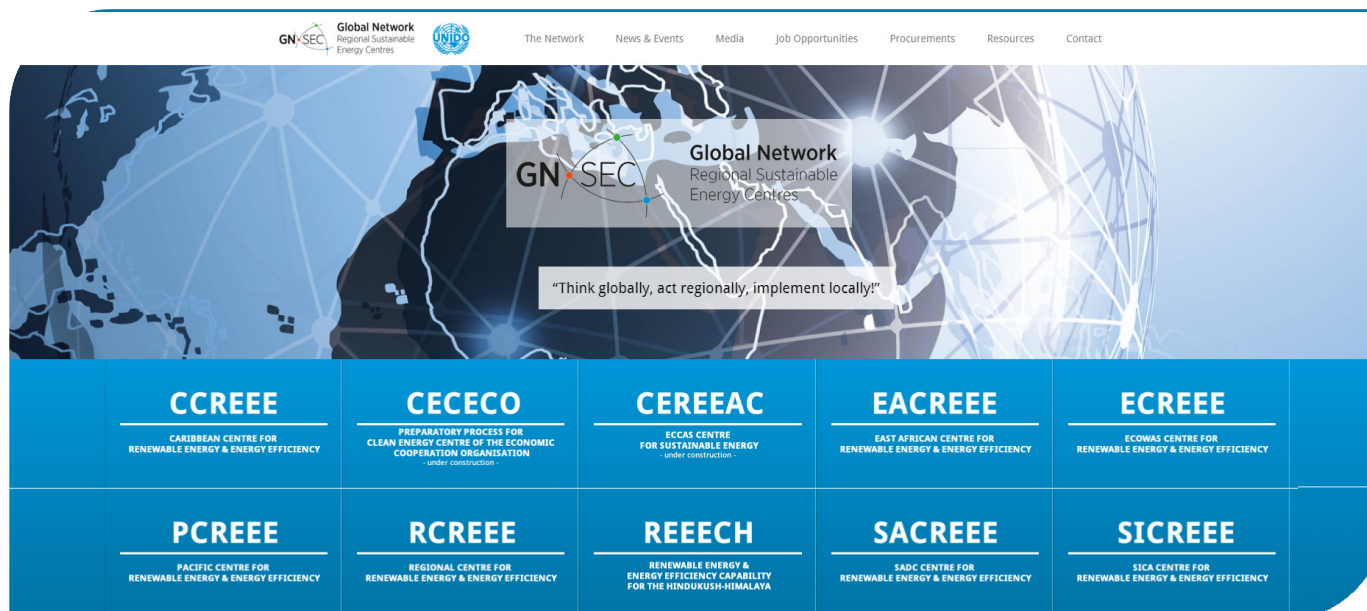 GN SEC
Global Network
Regional Sustainable
Energy Centres
UNIDO
The Network News & Events Media Job Opportunities Procurements Resources Contact
GN SEC
Global Network
Regional Sustainable
Energy Centres
“Think globally, act regionally, implement locally!”
CCREEE
CARIBBEAN CENTRE FOR
RENEWABLE ENERGY & ENERGY EFFICIENCY
CECECO
PREPARATORY PROCESS FOR
CLEAN ENERGY CENTRE OF THE ECONOMIC
COOPERATION ORGANISATION
- under construction -
CEREEAC
ECCAS CENTRE
FOR SUSTAINABLE ENERGY
- under construction -
EACREEE
EAST AFRICAN CENTRE FOR
RENEWABLE ENERGY & ENERGY EFFICIENCY
ECREEE
ECOWAS CENTRE FOR
RENEWABLE ENERGY & ENERGY EFFICIENCY
PCREEE
PACIFIC CENTRE FOR
RENEWABLE ENERGY & ENERGY EFFICIENCY
RCREEE
REGIONAL CENTRE FOR
RENEWABLE ENERGY & ENERGY EFFICIENCY
REEECH
RENEWABLE ENERGY &
ENERGY EFFICIENCY CAPABILITY
FOR THE HINDUKUSH-HIMALAYA
SACREEE
SADC CENTRE FOR
RENEWABLE ENERGY & ENERGY EFFICIENCY
SICREEE
SICA CENTRE FOR
RENEWABLE ENERGY & ENERGY EFFICIENCY